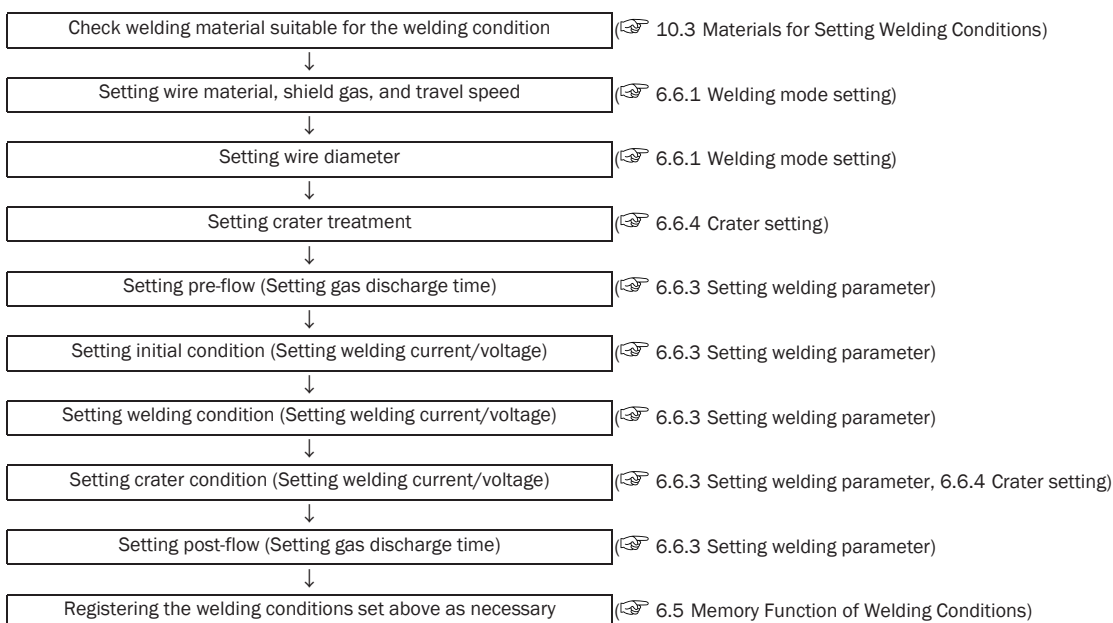 Check welding material suitable for the welding condition (☞ 10.3 Materials for Setting Welding Conditions)
↓
Setting wire material, shield gas, and travel speed (☞ 6.6.1 Welding mode setting)
↓
Setting wire diameter (☞ 6.6.1 Welding mode setting)
↓
Setting crater treatment (☞ 6.6.4 Crater setting)
↓
Setting pre-flow (Setting gas discharge time) (☞ 6.6.3 Setting welding parameter)
↓
Setting initial condition (Setting welding current/voltage) (☞ 6.6.3 Setting welding parameter)
↓
Setting welding condition (Setting welding current/voltage) (☞ 6.6.3 Setting welding parameter)
↓
Setting crater condition (Setting welding current/voltage) (☞ 6.6.3 Setting welding parameter, 6.6.4 Crater setting)
↓
Setting post-flow (Setting gas discharge time) (☞ 6.6.3 Setting welding parameter)
↓
Registering the welding conditions set above as necessary (☞ 6.5 Memory Function of Welding Conditions)